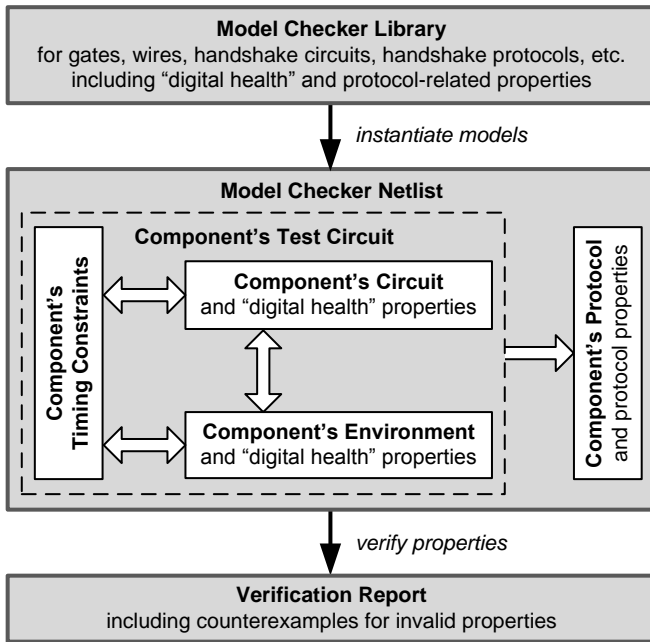 Model Checker Library
for gates, wires, handshake circuits, handshake protocols, etc.
including “digital health” and protocol-related properties
instantiate models
Model Checker Netlist
Component’s Test Circuit
Component’s
Timing Constraints
Component’s Circuit
and “digital health” properties
Component’s Environment
and “digital health” properties
Component’s Protocol
and protocol properties
verify properties
Verification Report
including counterexamples for invalid properties